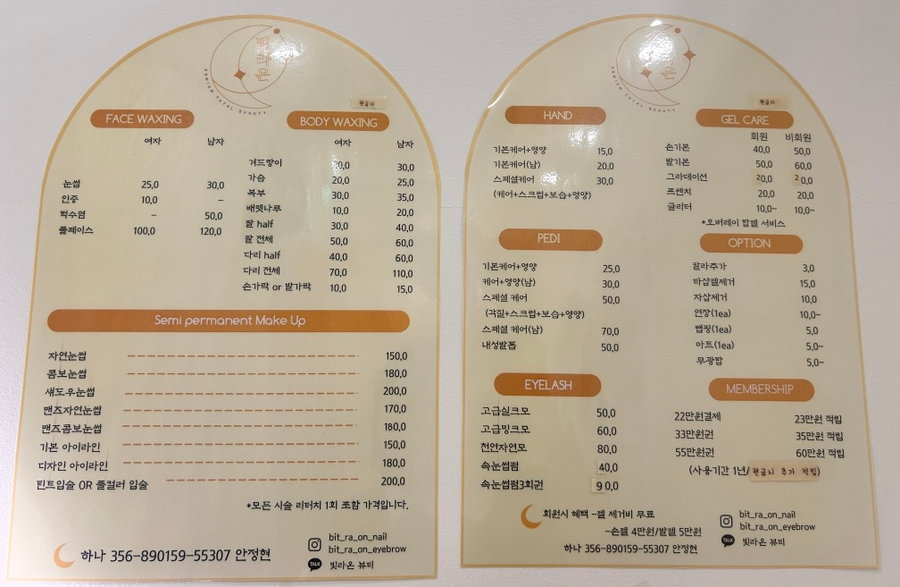 빛라온
PEMIUM TOTAL BEAUTY
현금가
FACE WAXING
여자 남자
눈썹 25,0 30,0
인중 10,0 –
턱수염 – 50,0
풀페이스 100,0 120,0
BODY WAXING
여자 남자
겨드랑이 20,0 30,0
가슴 20,0 25,0
복부 30,0 35,0
배렛나루 10,0 20,0
팔 half 30,0 40,0
팔 전체 50,0 60,0
다리 half 40,0 60,0
다리 전체 70,0 110,0
손가락 or 발가락 10,0 15,0
Semi permanent Make Up
자연눈썹 150,0
콤보눈썹 180,0
섀도우눈썹 200,0
맨즈자연눈썹 170,0
맨즈콤보눈썹 180,0
기본 아이라인 150,0
디자인 아이라인 180,0
틴트입술 OR 풀컬러 입술 200,0
*모든 시술 리터치 1회 포함 가격입니다.
하나 356-890159-55307 안정현
bit_ra_on_nail
bit_ra_on_eyebrow
TALK 빛라온 뷰티
PEMIUM TOTAL BEAUTY
현금가
HAND
기본케어+영양 15,0
기본케어(남) 20,0
스페셜케어 30,0
(케어+스크럽+보습+영양)
GEL CARE
회원 비회원
손기본 40,0 50,0
발기본 50,0 60,0
그라데이션 20,0 20,0
프렌치 20,0 20,0
글리터 10,0~ 10,0~
*오버레이 탑젤 서비스
PEDI
기본케어+영양 25,0
케어+영양(남) 30,0
스페셜 케어 50,0
(각질+스크럽+보습+영양)
스페셜 케어(남) 70,0
내성발톱 50,0
OPTION
칼라추가 3,0
타샵젤제거 15,0
자샵제거 10,0
연장(1ea) 10,0~
랩핑(1ea) 5,0
아트(1ea) 5,0~
무광탑 5,0~
EYELASH
고급실크모 50,0
고급밍크모 60,0
천연자연모 80,0
속눈썹펌 40,0
속눈썹펌3회권 90,0
MEMBERSHIP
22만원결제 23만원 적립
33만원권 35만원 적립
55만원권 60만원 적립
(사용기간 1년/현금시 추가 적립)
회원시 혜택 -젤 제거비 무료
-손젤 4만원/발젤 5만원
하나 356-890159-55307 안정현
bit_ra_on_nail
bit_ra_on_eyebrow
TALK 빛라온 뷰티